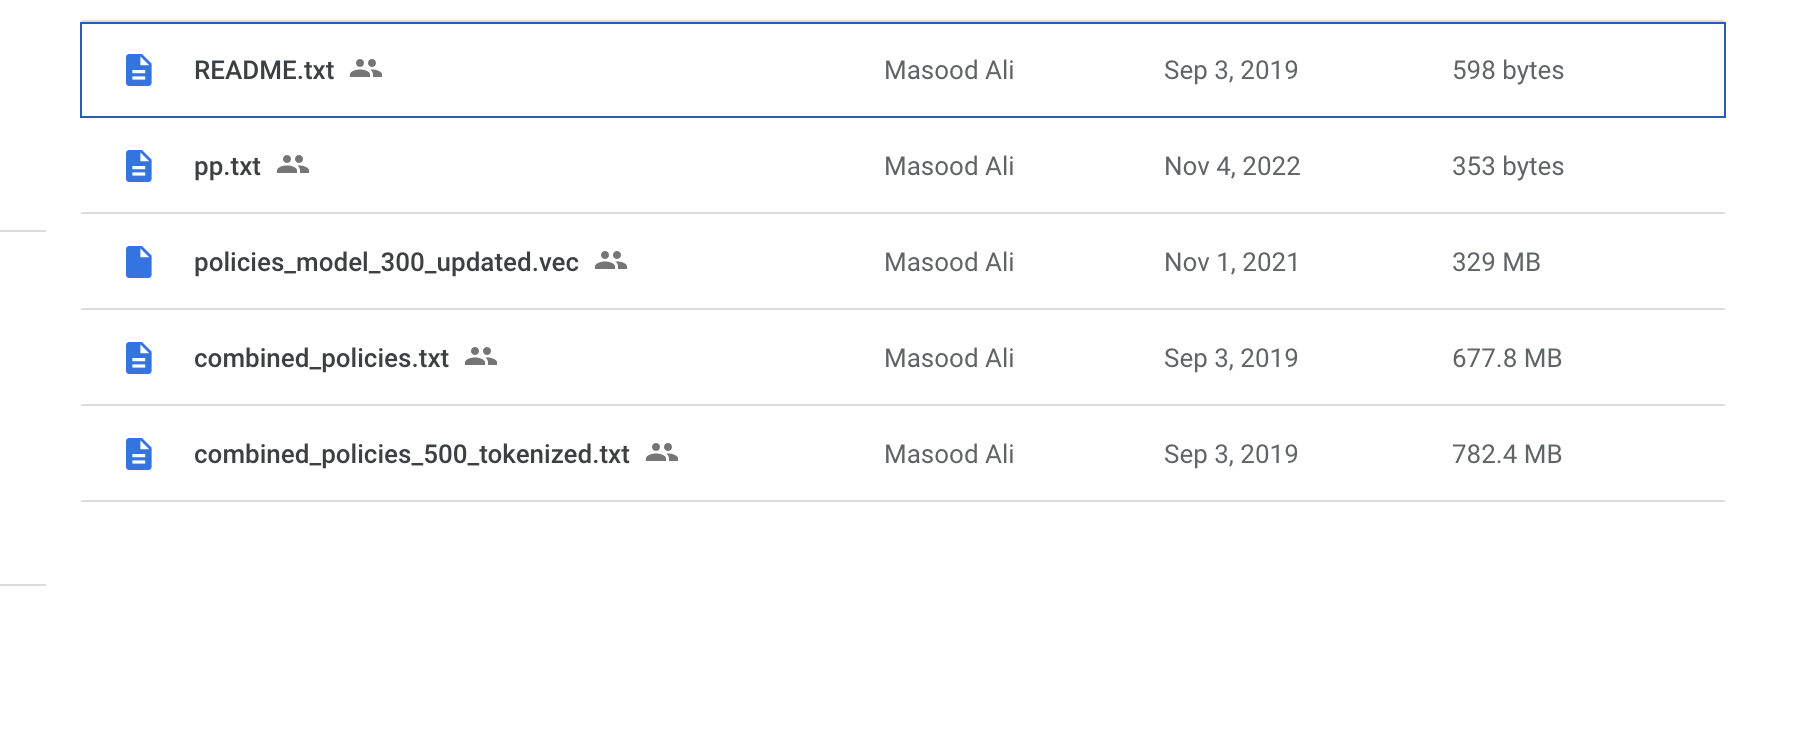 README.txt Masood Ali Sep 3, 2019 598 bytes
pp.txt Masood Ali Nov 4, 2022 353 bytes
policies_model_300_updated.vec Masood Ali Nov 1, 2021 329 MB
combined_policies.txt Masood Ali Sep 3, 2019 677.8 MB
combined_policies_500_tokenized.txt Masood Ali Sep 3, 2019 782.4 MB